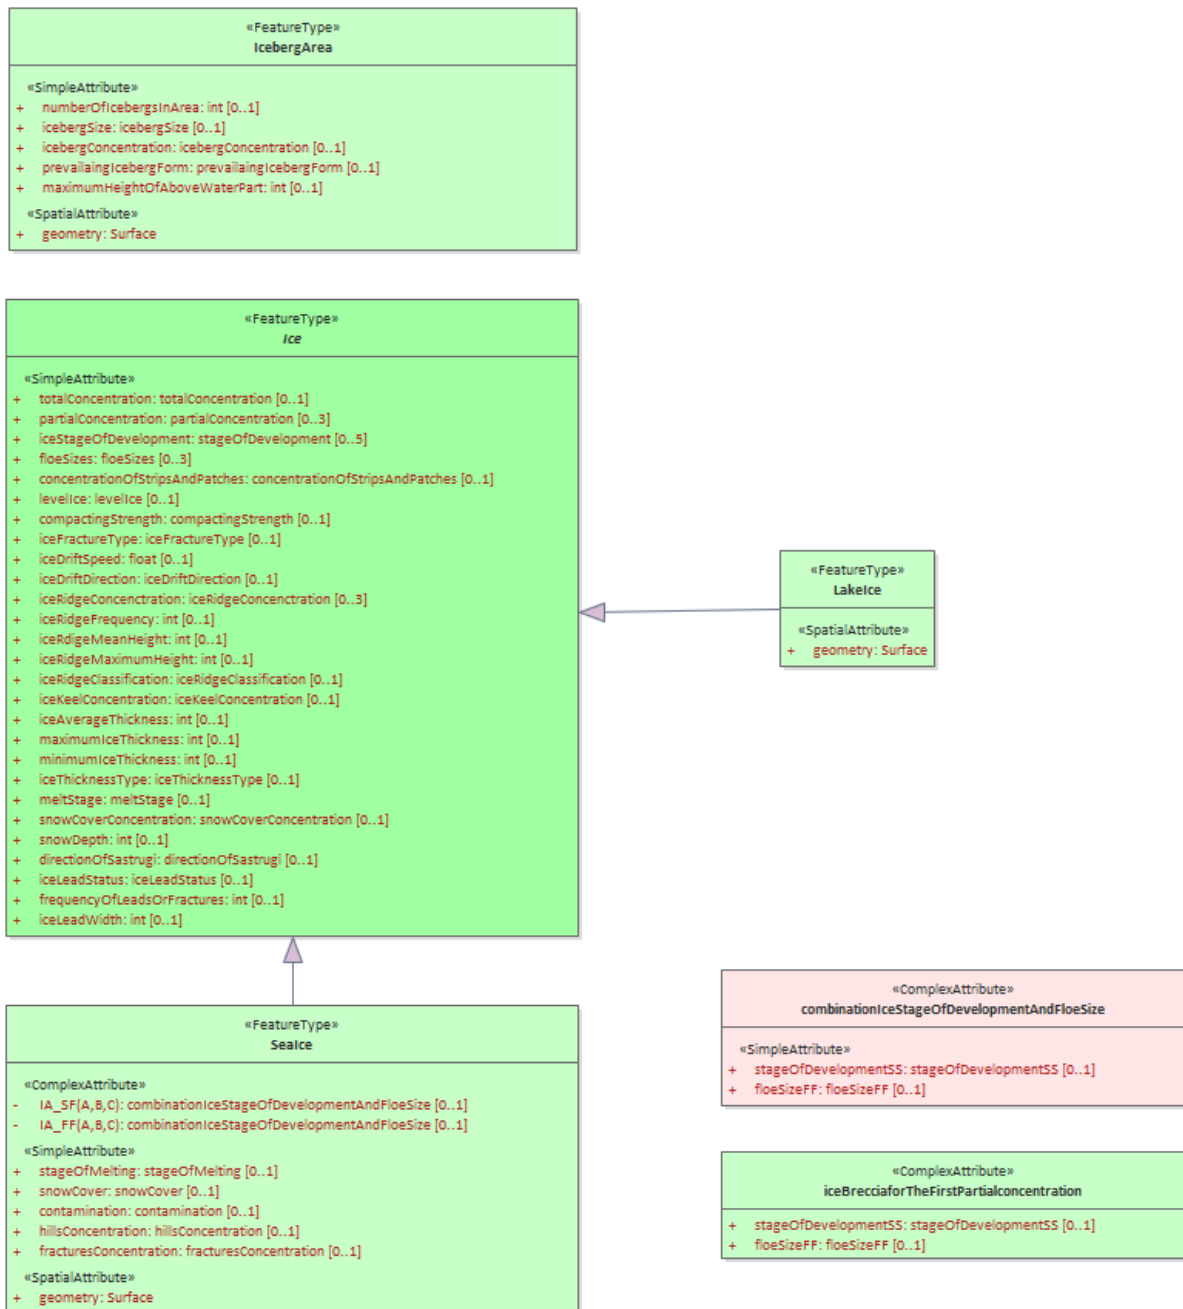 «FeatureType»
IcebergArea
«SimpleAttribute»
+ numberOfIcebergsInArea: int [0..1]
+ icebergSize: icebergSize [0..1]
+ icebergConcentration: icebergConcentration [0..1]
+ prevailaingIcebergForm: prevailaingIcebergForm [0..1]
+ maximumHeightOfAboveWaterPart: int [0..1]
«SpatialAttribute»
+ geometry: Surface
«FeatureType»
Ice
«SimpleAttribute»
+ totalConcentration: totalConcentration [0..1]
+ partialConcentration: partialConcentration [0..3]
+ iceStageOfDevelopment: stageOfDevelopment [0..5]
+ floeSizes: floeSizes [0..3]
+ concentrationOfStripsAndPatches: concentrationOfStripsAndPatches [0..1]
+ levelIce: levelIce [0..1]
+ compactingStrength: compactingStrength [0..1]
+ iceFractureType: iceFractureType [0..1]
+ iceDriftSpeed: float [0..1]
+ iceDriftDirection: iceDriftDirection [0..1]
+ iceRidgeConcenctration: iceRidgeConcenctration [0..3]
+ iceRidgeFrequency: int [0..1]
+ iceRdigeMeanHeight: int [0..1]
+ iceRidgeMaximumHeight: int [0..1]
+ iceRidgeClassification: iceRidgeClassification [0..1]
+ iceKeelConcentration: iceKeelConcentration [0..1]
+ iceAverageThickness: int [0..1]
+ maximumIceThickness: int [0..1]
+ minimumIceThickness: int [0..1]
+ iceThicknessType: iceThicknessType [0..1]
+ meltStage: meltStage [0..1]
+ snowCoverConcentration: snowCoverConcentration [0..1]
+ snowDepth: int [0..1]
+ directionOfSastrugi: directionOfSastrugi [0..1]
+ iceLeadStatus: iceLeadStatus [0..1]
+ frequencyOfLeadsOrFractures: int [0..1]
+ iceLeadWidth: int [0..1]
«FeatureType»
LakeIce
«SpatialAttribute»
+ geometry: Surface
«FeatureType»
SeaIce
«ComplexAttribute»
- IA_SF(A,B,C): combinationIceStageOfDevelopmentAndFloeSize [0..1]
- IA_FF(A,B,C): combinationIceStageOfDevelopmentAndFloeSize [0..1]
«SimpleAttribute»
+ stageOfMelting: stageOfMelting [0..1]
+ snowCover: snowCover [0..1]
+ contamination: contamination [0..1]
+ hillsConcentration: hillsConcentration [0..1]
+ fracturesConcentration: fracturesConcentration [0..1]
«SpatialAttribute»
+ geometry: Surface
«ComplexAttribute»
combinationIceStageOfDevelopmentAndFloeSize
«SimpleAttribute»
+ stageOfDevelopmentSS: stageOfDevelopmentSS [0..1]
+ floeSizeFF: floeSizeFF [0..1]
«ComplexAttribute»
iceBrecciaforTheFirstPartialconcentration
+ stageOfDevelopmentSS: stageOfDevelopmentSS [0..1]
+ floeSizeFF: floeSizeFF [0..1]